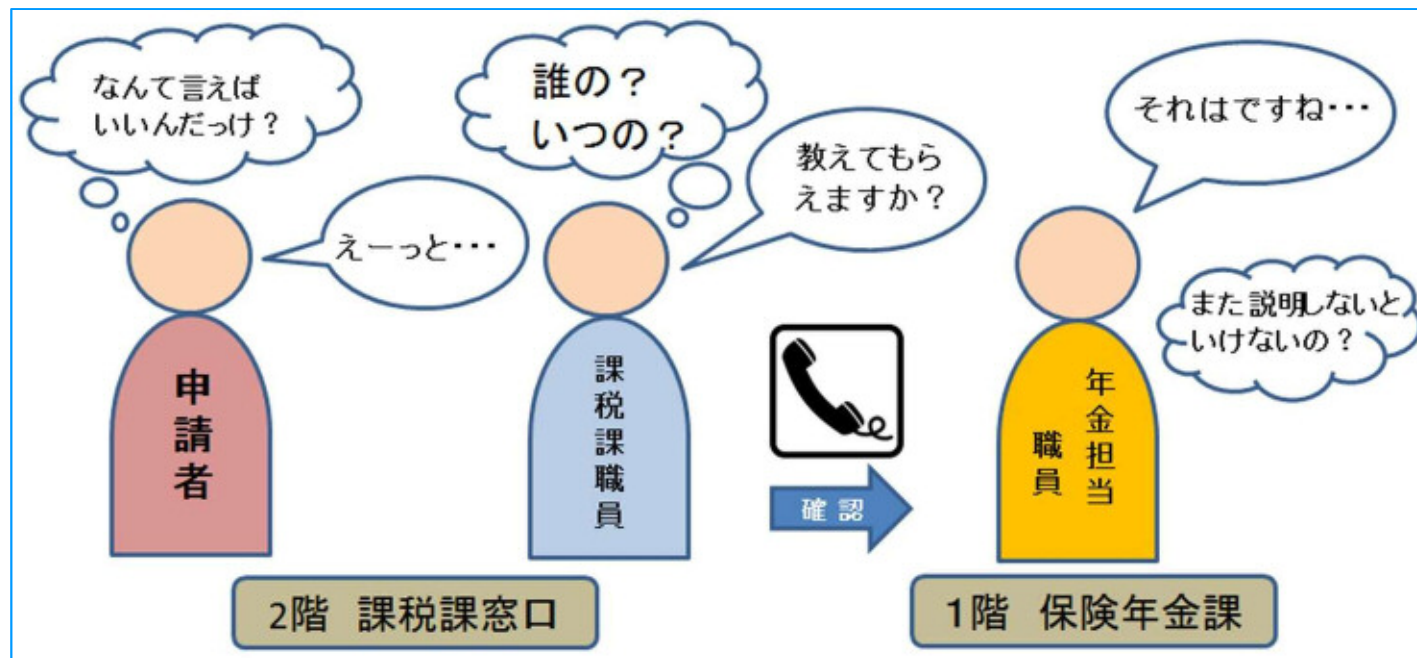 なんて言えば
いいんだっけ？
えーっと・・・
誰の？
いつの？
教えてもら
えますか？
それはですね・・・
また説明しないと
いけないの？
申請者
課税課職員
確認
年金担当
職員
2階 課税課窓口
1階 保険年金課